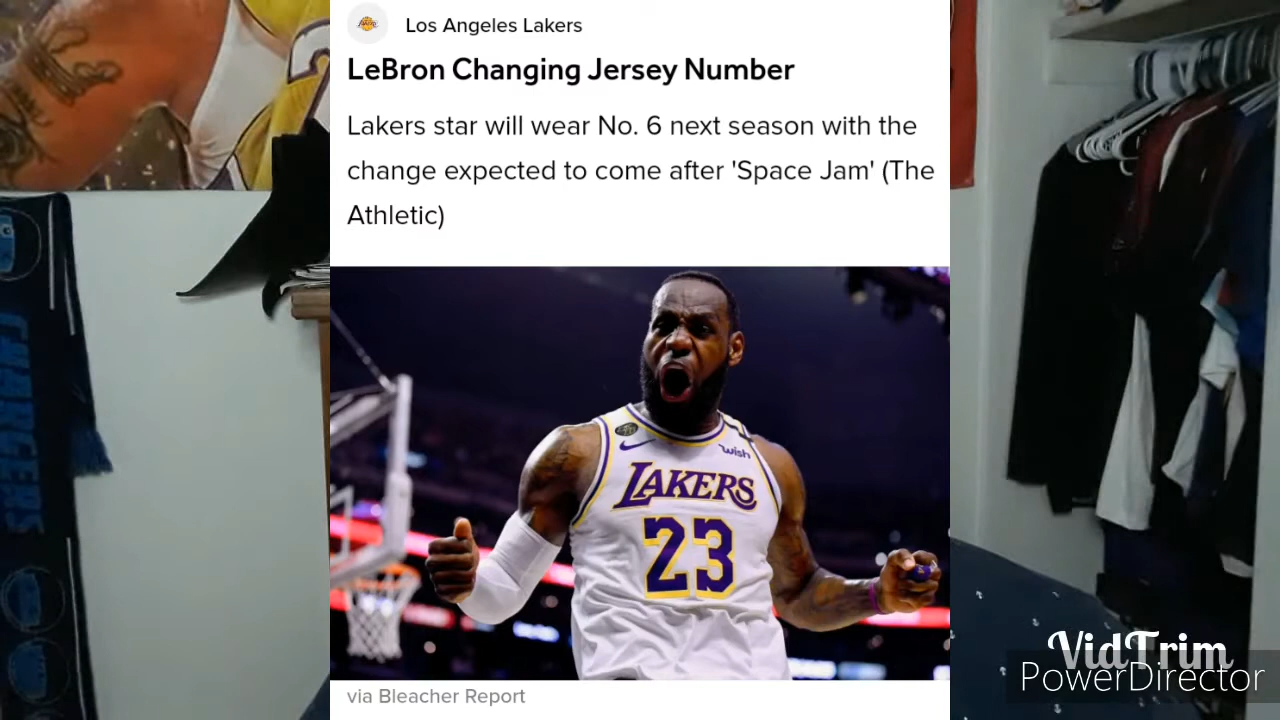 Los Angeles Lakers
LeBron Changing Jersey Number
Lakers star will wear No. 6 next season with the
change expected to come after 'Space Jam' (The
Athletic)
wish
LAKERS
23
via Bleacher Report
CHARGERS
VidTrim
PowerDirector